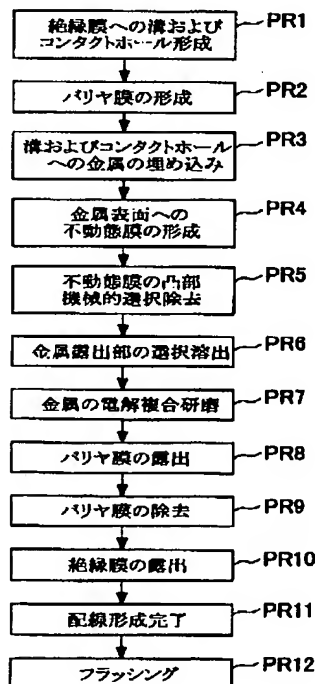 絶縁膜への溝および
コンタクトホール形成
PR1
バリヤ膜の形成
PR2
溝およびコンタクトホール
への金属の埋め込み
PR3
金属表面への
不動態膜の形成
PR4
不動態膜の凸部
機械的選択除去
PR5
金属露出部の選択溶出
PR6
金属の電解複合研磨
PR7
バリヤ膜の露出
PR8
バリヤ膜の除去
PR9
絶縁膜の露出
PR10
配線形成完了
PR11
フラッシング
PR12